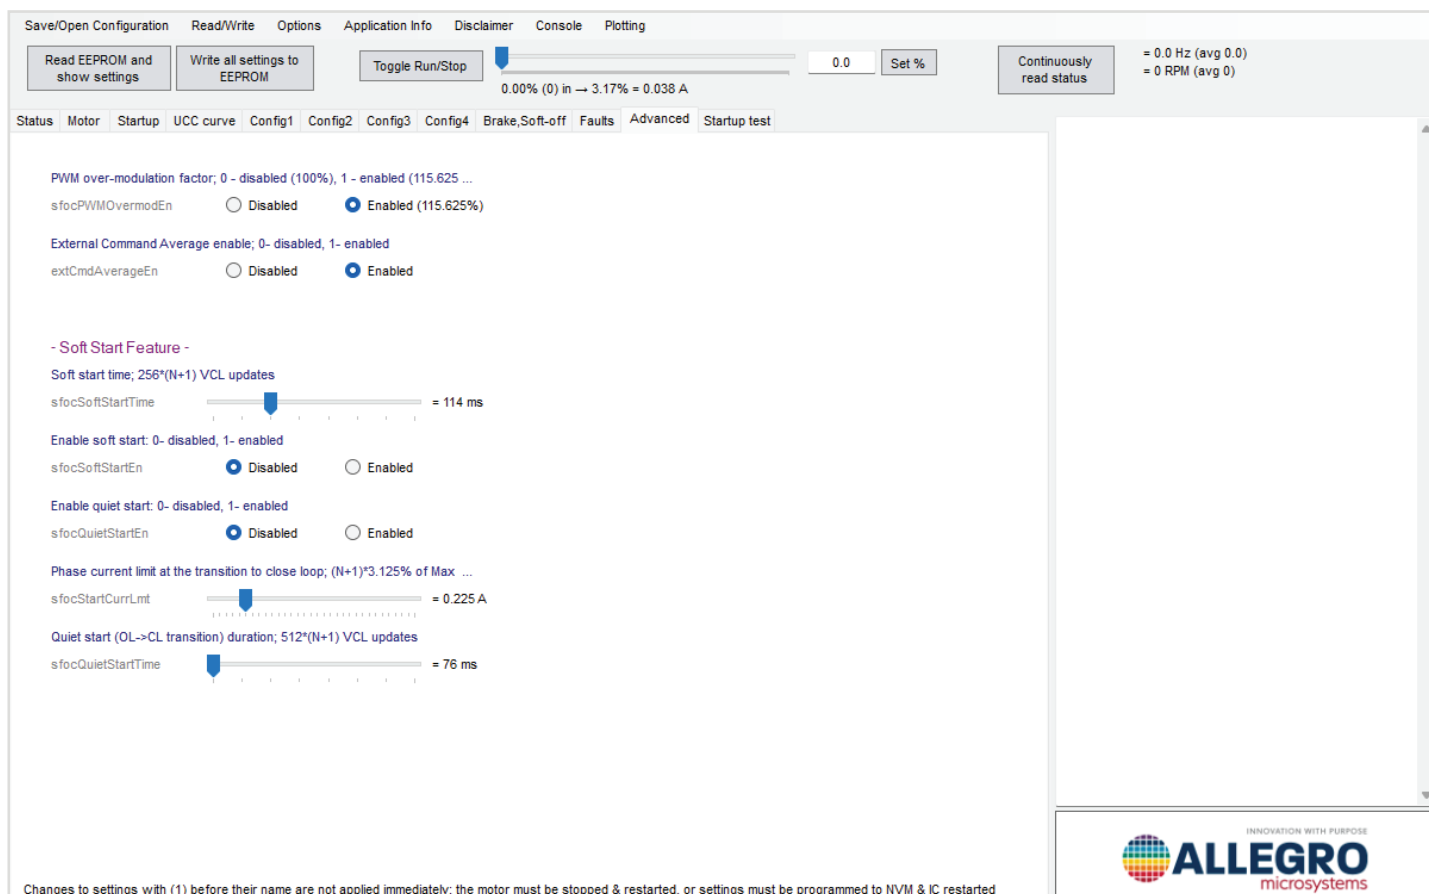 Save/Open Configuration Read/Write Options Application Info Disclaimer Console Plotting
Read EEPROM and show settings
Write all settings to EEPROM
Toggle Run/Stop
0.0
Set %
0.00% (0) in → 3.17% = 0.038 A
Continuously read status
= 0.0 Hz (avg 0.0)
= 0 RPM (avg 0)
Status Motor Startup UCC curve Config1 Config2 Config3 Config4 Brake,Soft-off Faults Advanced Startup test
PWM over-modulation factor; 0 - disabled (100%), 1 - enabled (115.625 ...
sfocPWMOvermodEn Disabled Enabled (115.625%)
External Command Average enable; 0- disabled, 1- enabled
extCmdAverageEn Disabled Enabled
- Soft Start Feature -
Soft start time; 256*(N+1) VCL updates
sfocSoftStartTime = 114 ms
Enable soft start: 0- disabled, 1- enabled
sfocSoftStartEn Disabled Enabled
Enable quiet start: 0- disabled, 1- enabled
sfocQuietStartEn Disabled Enabled
Phase current limit at the transition to close loop; (N+1)*3.125% of Max ...
sfocStartCurrLmt = 0.225 A
Quiet start (OL->CL transition) duration; 512*(N+1) VCL updates
sfocQuietStartTime = 76 ms
INNOVATION WITH PURPOSE
ALLEGRO
microsystems
Changes to settings with (1) before their name are not applied immediately; the motor must be stopped & restarted, or settings must be programmed to NVM & IC restarted